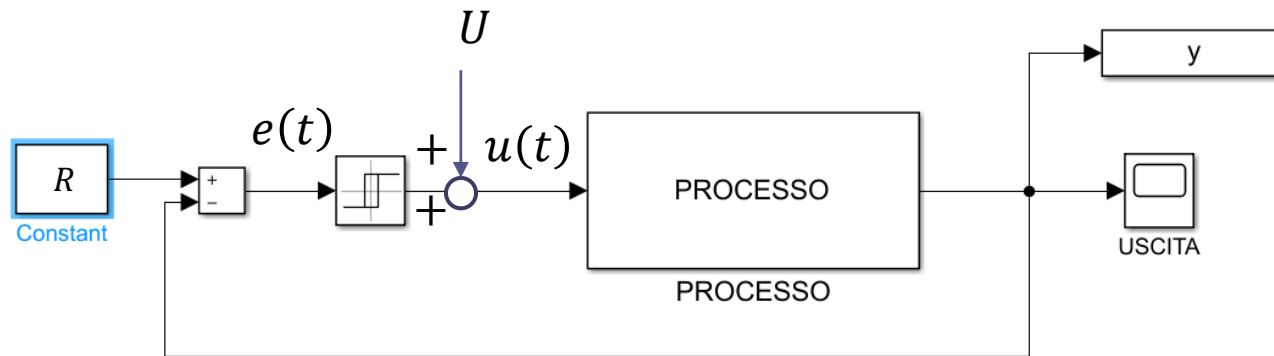 U
y
e(t)
+
u(t)
R
+
−
+
PROCESSO
Constant
USCITA
PROCESSO